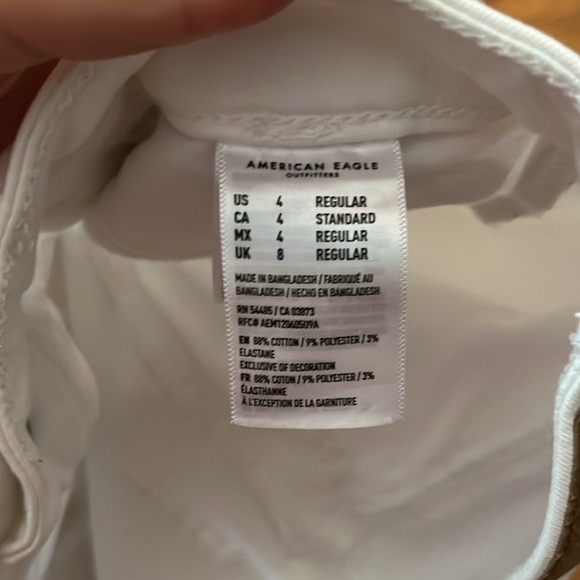 AMERICAN EAGLE
OUTFITTERS
US 4 REGULAR
CA 4 STANDARD
MX 4 REGULAR
UK 8 REGULAR
MADE IN BANGLADESH / FABRIQUÉ AU
BANGLADESH / HECHO EN BANGLADESH
RN 54485 / CA 03873
RFC# AEM12060509A
EN 88% COTTON / 9% POLYESTER / 3%
ELASTANE
EXCLUSIVE OF DECORATION
FR 88% COTON / 9% POLYESTER / 3%
ÉLASTHANNE
À L'EXCEPTION DE LA GARNITURE